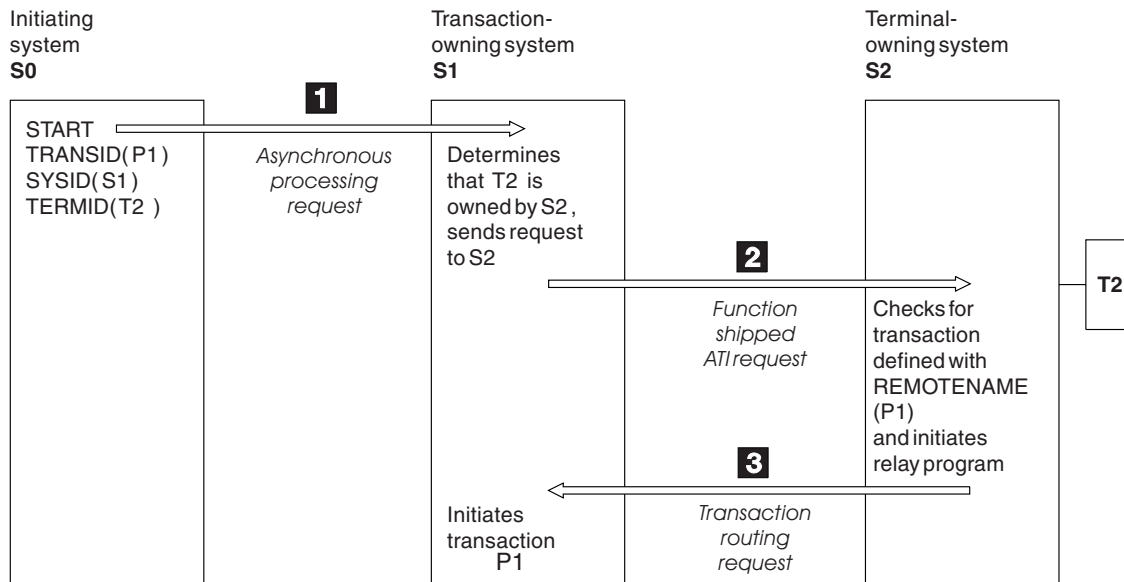 Initiating
system
S0
Transaction-
owning system
S1
Terminal-
owning system
S2
START
TRANSID(P1)
SYSID(S1)
TERMID(T2 )
1
Asynchronous
processing
request
Determines
that T2 is
owned by S2 ,
sends request
to S2
2
Function
shipped
ATI request
Checks for
transaction
defined with
REMOTENAME
(P1)
and initiates
relay program
T2
3
Transaction
routing
request
Initiates
transaction
P1